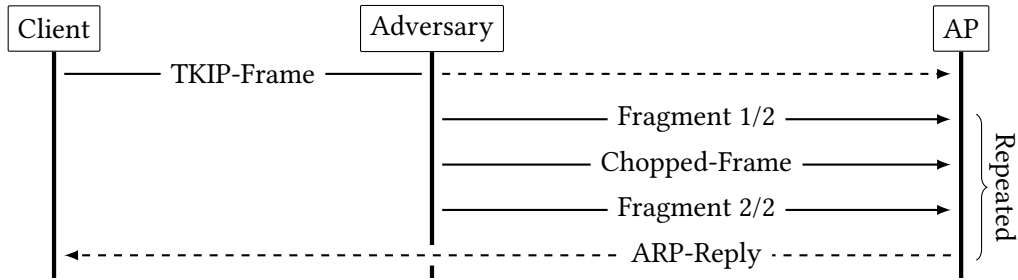 Client
Adversary
AP
TKIP-Frame
Fragment 1/2
Chopped-Frame
Fragment 2/2
ARP-Reply
Repeated